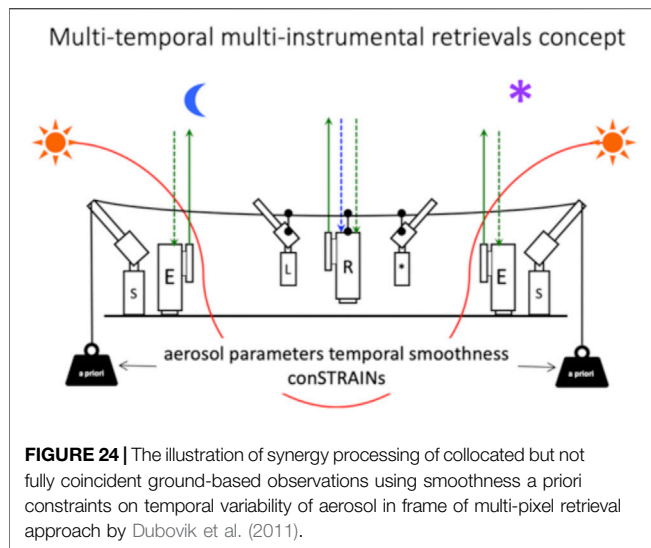 Multi-temporal multi-instrumental retrievals concept
*
S E L R * E S
aerosol parameters temporal smoothness
conSTRAINs
a priori a priori
FIGURE 24 | The illustration of synergy processing of collocated but not
fully coincident ground-based observations using smoothness a priori
constraints on temporal variability of aerosol in frame of multi-pixel retrieval
approach by Dubovik et al. (2011).